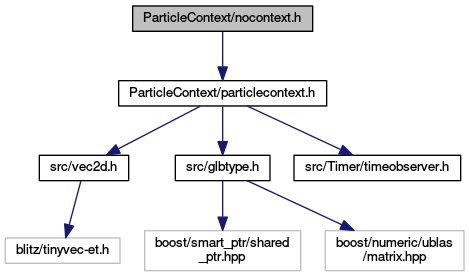 ParticleContext/nocontext.h
ParticleContext/particlecontext.h
src/vec2d.h
src/glbtype.h
src/Timer/timeobserver.h
blitz/tinyvec-et.h
boost/smart_ptr/shared
_ptr.hpp
boost/numeric/ublas
/matrix.hpp